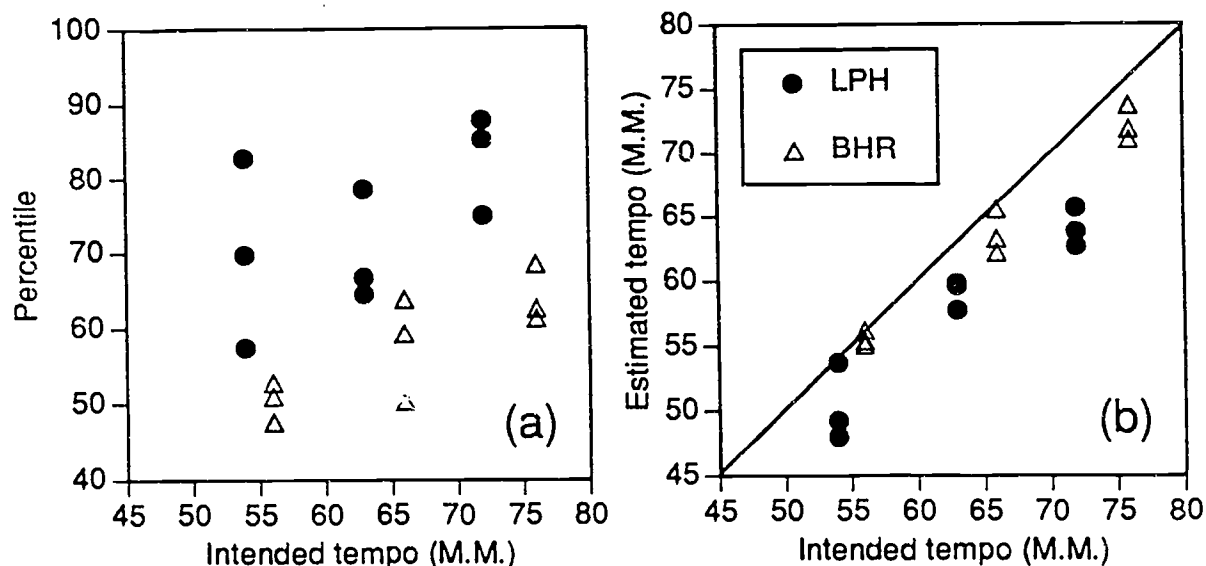 100
90
80
70
60
50
40
Percentile
45 50 55 60 65 70 75 80
Intended tempo (M.M.)
(a)
80
75
70
65
60
55
50
45
Estimated tempo (M.M.)
LPH
BHR
45 50 55 60 65 70 75 80
Intended tempo (M.M.)
(b)